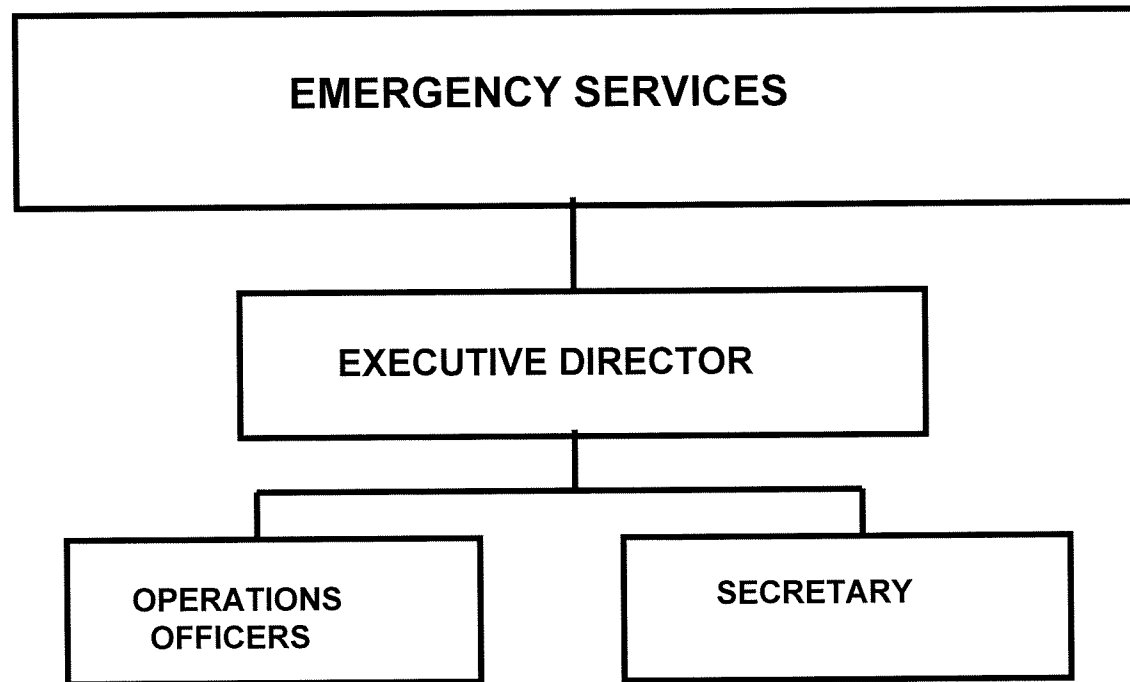 EMERGENCY SERVICES
EXECUTIVE DIRECTOR
OPERATIONS
OFFICERS
SECRETARY